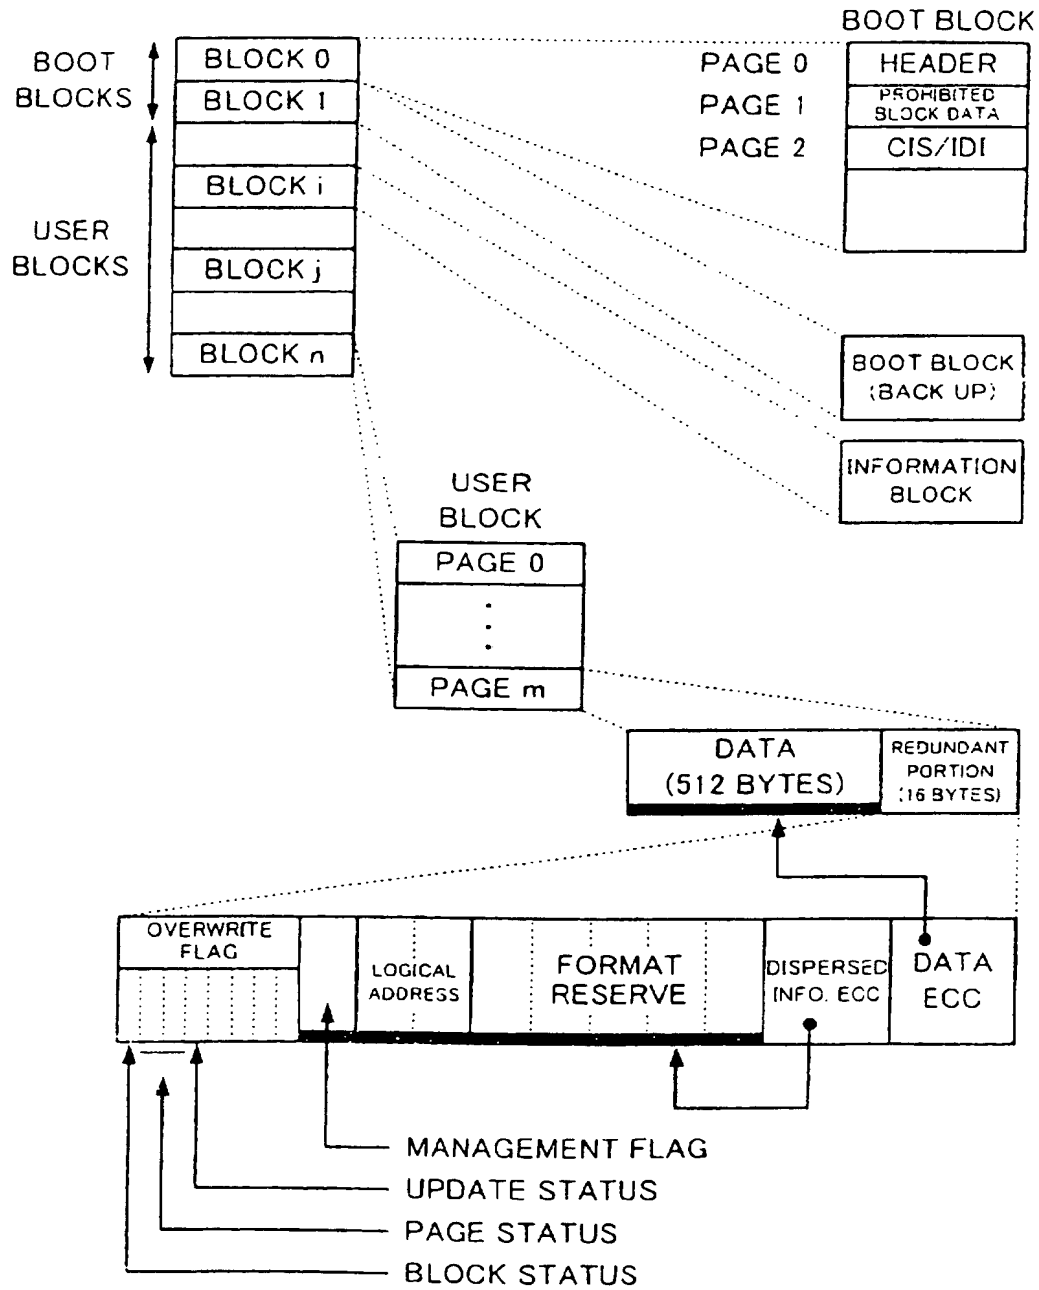 BOOT BLOCK
BOOT
BLOCKS
BLOCK 0
BLOCK 1
PAGE 0
HEADER
PAGE 1
PROHIBITED
BLOCK DATA
PAGE 2
CIS/IDI
BLOCK i
USER
BLOCKS
BLOCK j
BLOCK n
BOOT BLOCK
(BACK UP)
INFORMATION
BLOCK
USER
BLOCK
PAGE 0
PAGE m
DATA
(512 BYTES)
REDUNDANT
PORTION
(16 BYTES)
OVERWRITE
FLAG
LOGICAL
ADDRESS
FORMAT
RESERVE
DISPERSED
INFO. ECC
DATA
ECC
MANAGEMENT FLAG
UPDATE STATUS
PAGE STATUS
BLOCK STATUS